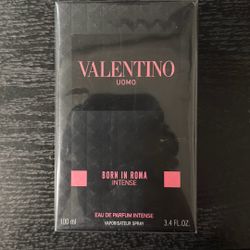 VALENTINO
UOMO
BORN IN ROMA
INTENSE
EAU DE PARFUM INTENSE
VAPORISATEUR SPRAY
100 ml 3.4 FL.OZ.